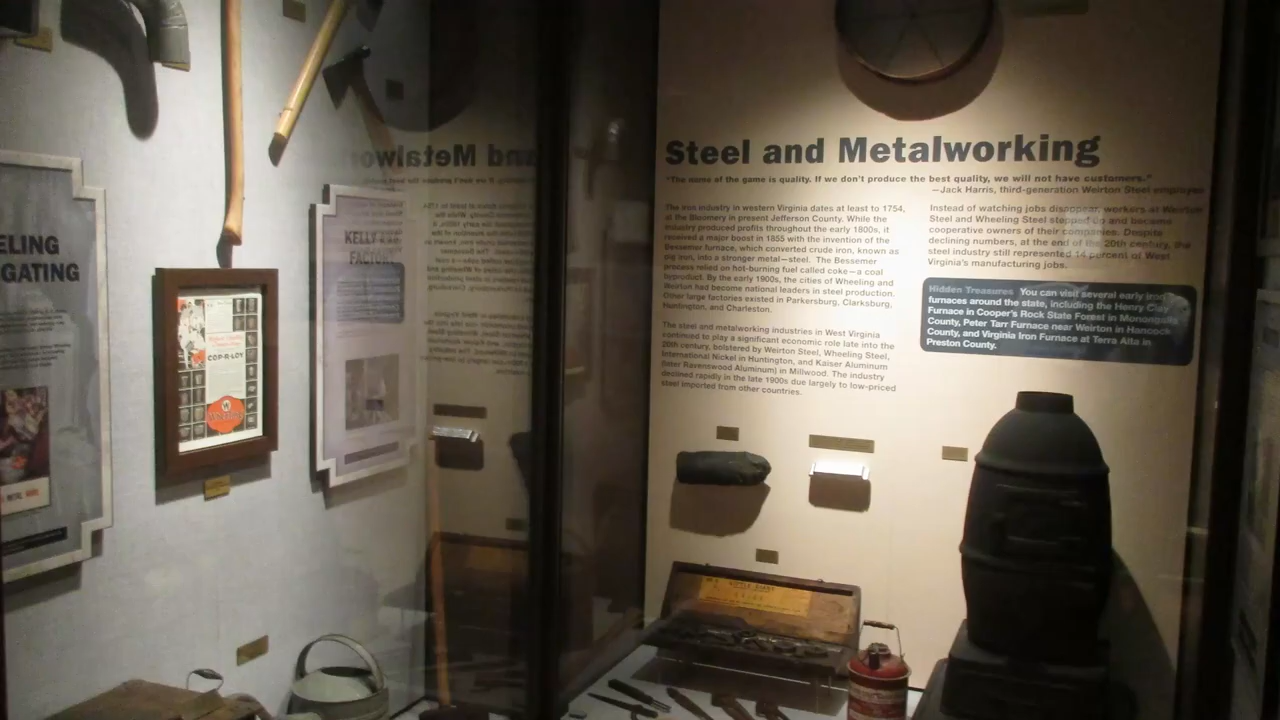 ELING
GATING
KELLY
FACTO
COP-R-LOY
WHEELING
METAL
Steel and Metalworking
"The name of the game is quality. If we don't produce the best quality, we will not have customers."
—Jack Harris, third-generation Weirton Steel employee
The iron industry in western Virginia dates at least to 1754,
at the Bloomery in present Jefferson County. While the
industry produced profits throughout the early 1800s, it
received a major boost in 1855 with the invention of the
Bessemer furnace, which converted crude iron, known as
pig iron, into a stronger metal—steel. The Bessemer
process relied on hot-burning fuel called coke—a coal
byproduct. By the early 1900s, the cities of Wheeling and
Weirton had become national leaders in steel production.
Other large factories existed in Parkersburg, Clarksburg,
Huntington, and Charleston.
The steel and metalworking industries in West Virginia
continued to play a significant economic role late into the
20th century, bolstered by Weirton Steel, Wheeling Steel,
International Nickel in Huntington, and Kaiser Aluminum
(later Ravenswood Aluminum) in Millwood. The industry
declined rapidly in the late 1900s due largely to low-priced
steel imported from other countries.
Instead of watching jobs disappear, workers at Weirton
Steel and Wheeling Steel stepped up and became
cooperative owners of their companies. Despite
declining numbers, at the end of the 20th century, the
steel industry still represented 14 percent of West
Virginia's manufacturing jobs.
Hidden Treasures You can visit several early iron
furnaces around the state, including the Henry Clay
Furnace in Cooper's Rock State Forest in Monongalia
County, Peter Tarr Furnace near Weirton in Hancock
County, and Virginia Iron Furnace at Terra Alta in
Preston County.